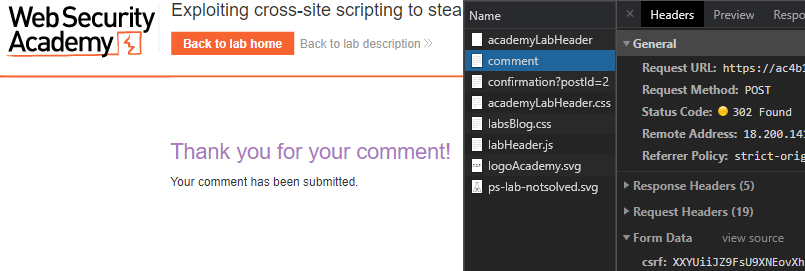 Web Security
Academy
Exploiting cross-site scripting to stea
Back to lab home
Back to lab description
Thank you for your comment!
Your comment has been submitted.
Name
academyLabHeader
comment
confirmation?postId=2
academyLabHeader.css
labsBlog.css
labHeader.js
logoAcademy.svg
ps-lab-notsolved.svg
Headers
Preview
Respon
General
Request URL: https://ac4b1
Request Method: POST
Status Code: 302 Found
Remote Address: 18.200.141
Referrer Policy: strict-orig
Response Headers (5)
Request Headers (19)
Form Data
view source
csrf: XXYUiiJZ9FsU9XNEovXh